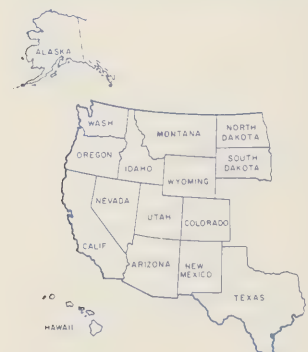 ALASKA
WASH
MONTANA
NORTH
DAKOTA
OREGON
IDAHO
SOUTH
DAKOTA
WYOMING
NEVADA
UTAH
COLORADO
CALIF
ARIZONA
NEW
MEXICO
TEXAS
HAWAII